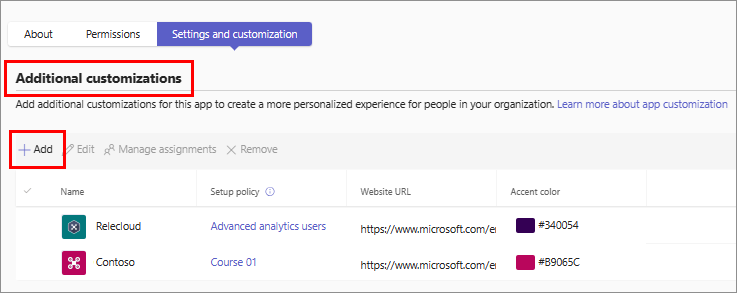 About Permissions Settings and customization
Additional customizations
Add additional customizations for this app to create a more personalized experience for people in your organization. Learn more about app customization
Add Edit Manage assignments Remove
Name Setup policy Website URL Accent color
Relecloud Advanced analytics users https://www.microsoft.com/en #340054
Contoso Course 01 https://www.microsoft.com/en #B9065C